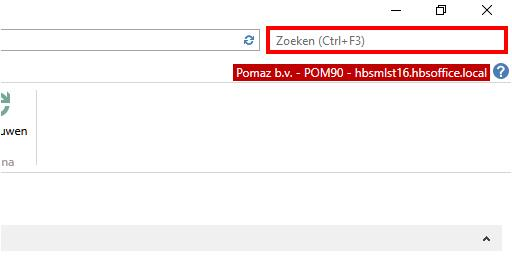 Zoeken (Ctrl+F3)
Pomaz b.v. - POM90 - hbsmlst16.hbsoffice.local
?
uwen
na